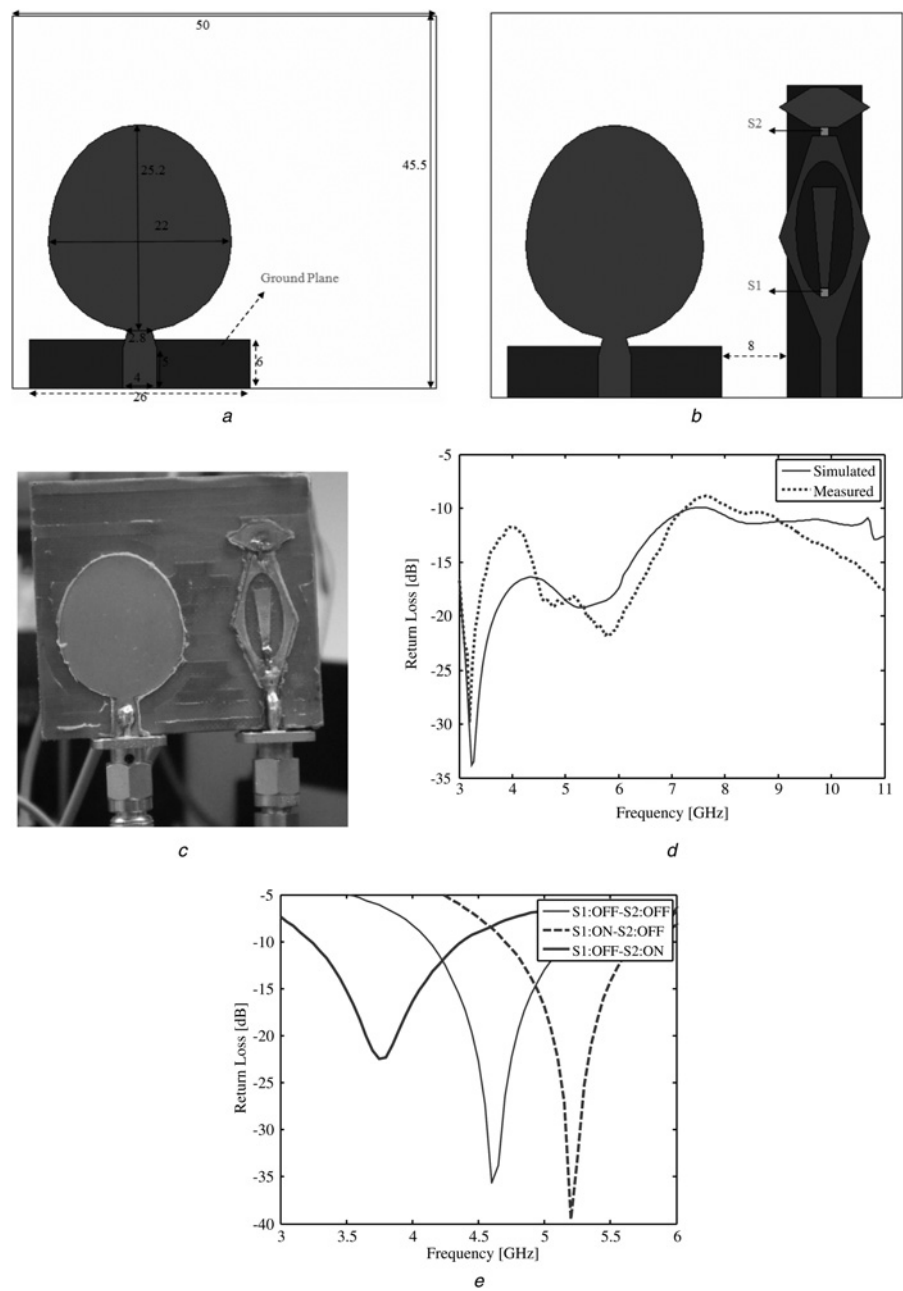 50
45.5
25.2
22
Ground Plane
2.8
5
6
4
26
a
S2
S1
8
b
c
-5
-10
-15
-20
-25
-30
-35
Return Loss [dB]
Simulated
Measured
3 4 5 6 7 8 9 10 11
Frequency [GHz]
d
-5
-10
-15
-20
-25
-30
-35
-40
Return Loss [dB]
S1:OFF-S2:OFF
S1:ON-S2:OFF
S1:OFF-S2:ON
3 3.5 4 4.5 5 5.5 6
Frequency [GHz]
e